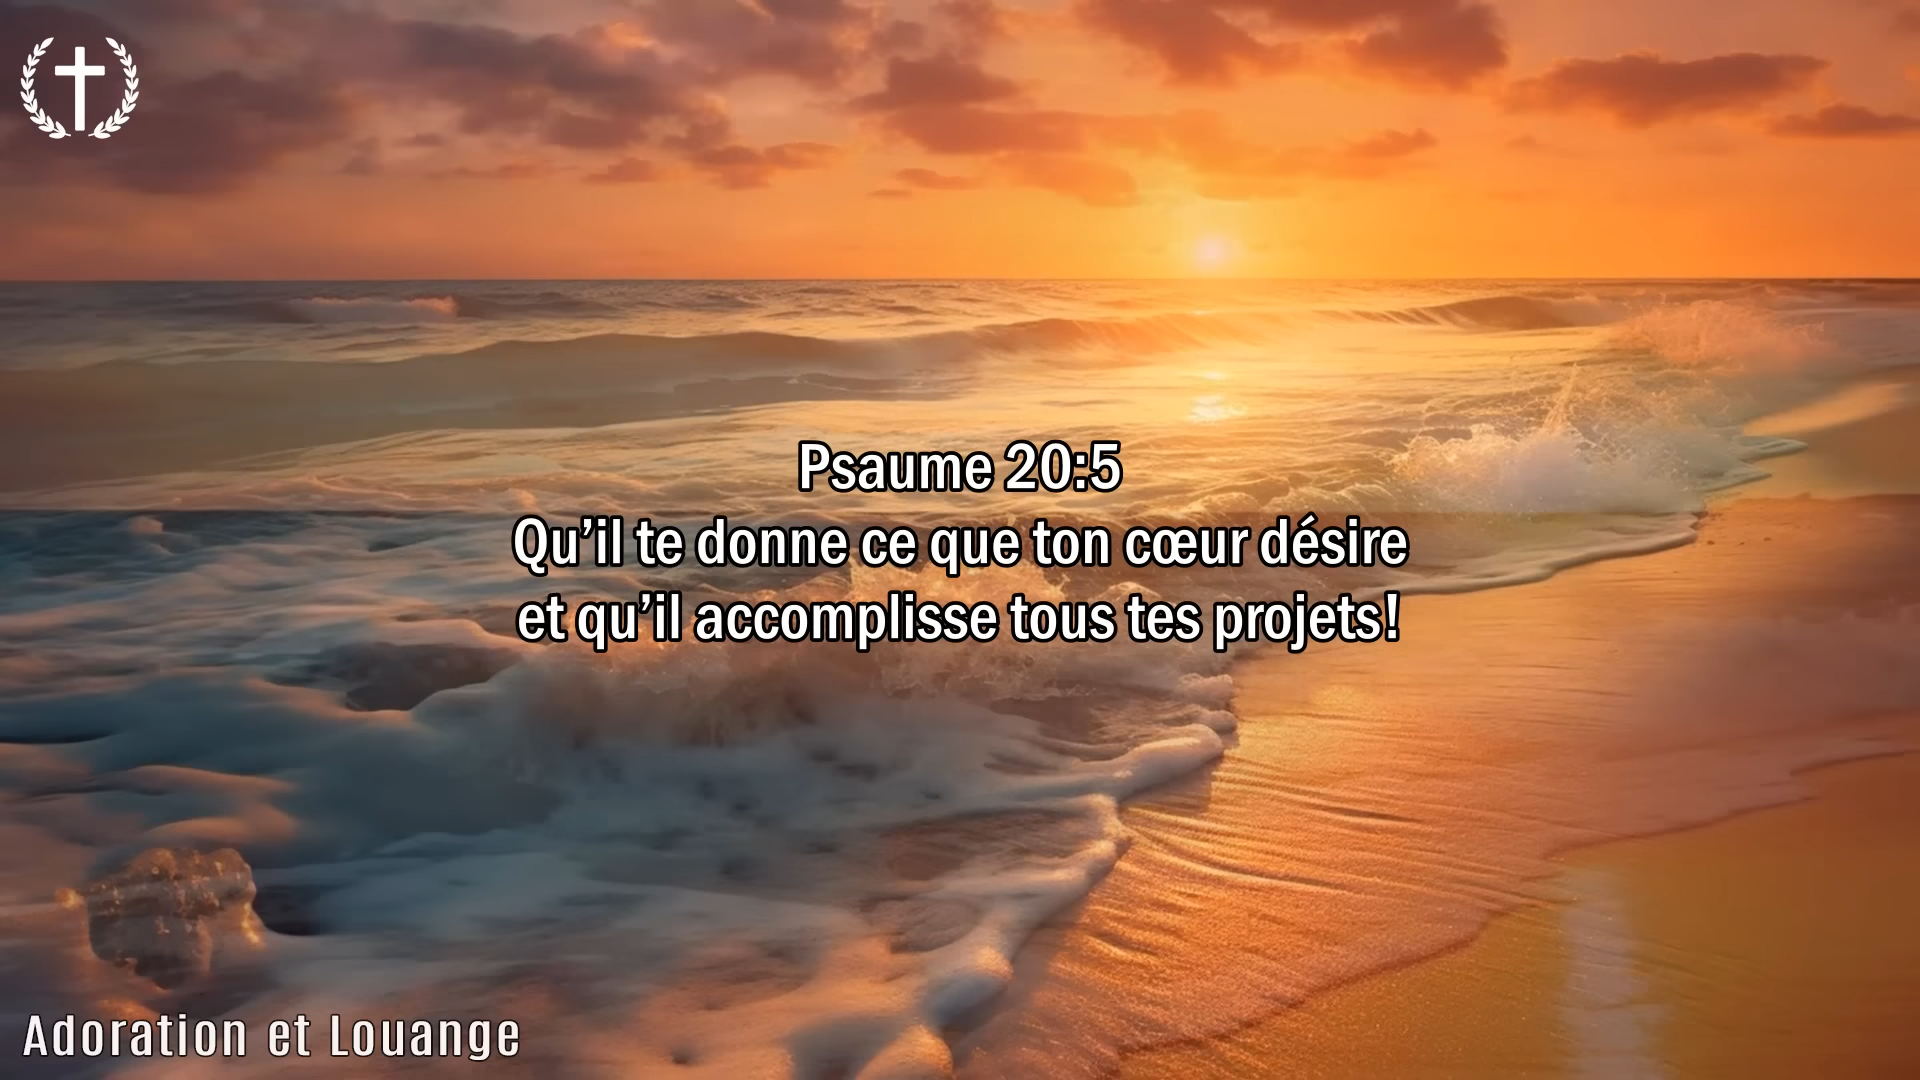 Psaume 20:5
Qu’il te donne ce que ton cœur désire
et qu’il accomplisse tous tes projets!
Adoration et Louange